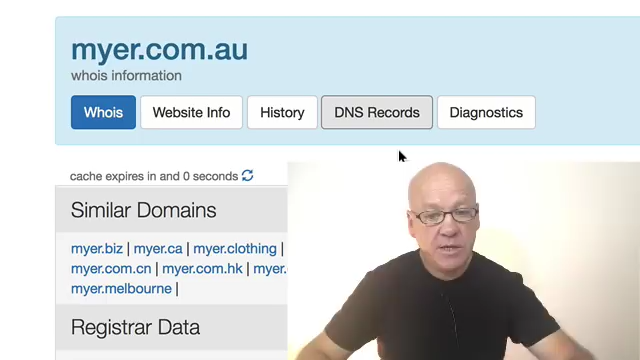 myer.com.au
whois information
Whois Website Info History DNS Records Diagnostics
cache expires in and 0 seconds
Similar Domains
myer.biz | myer.ca | myer.clothing |
myer.com.cn | myer.com.hk | myer.
myer.melbourne |
Registrar Data